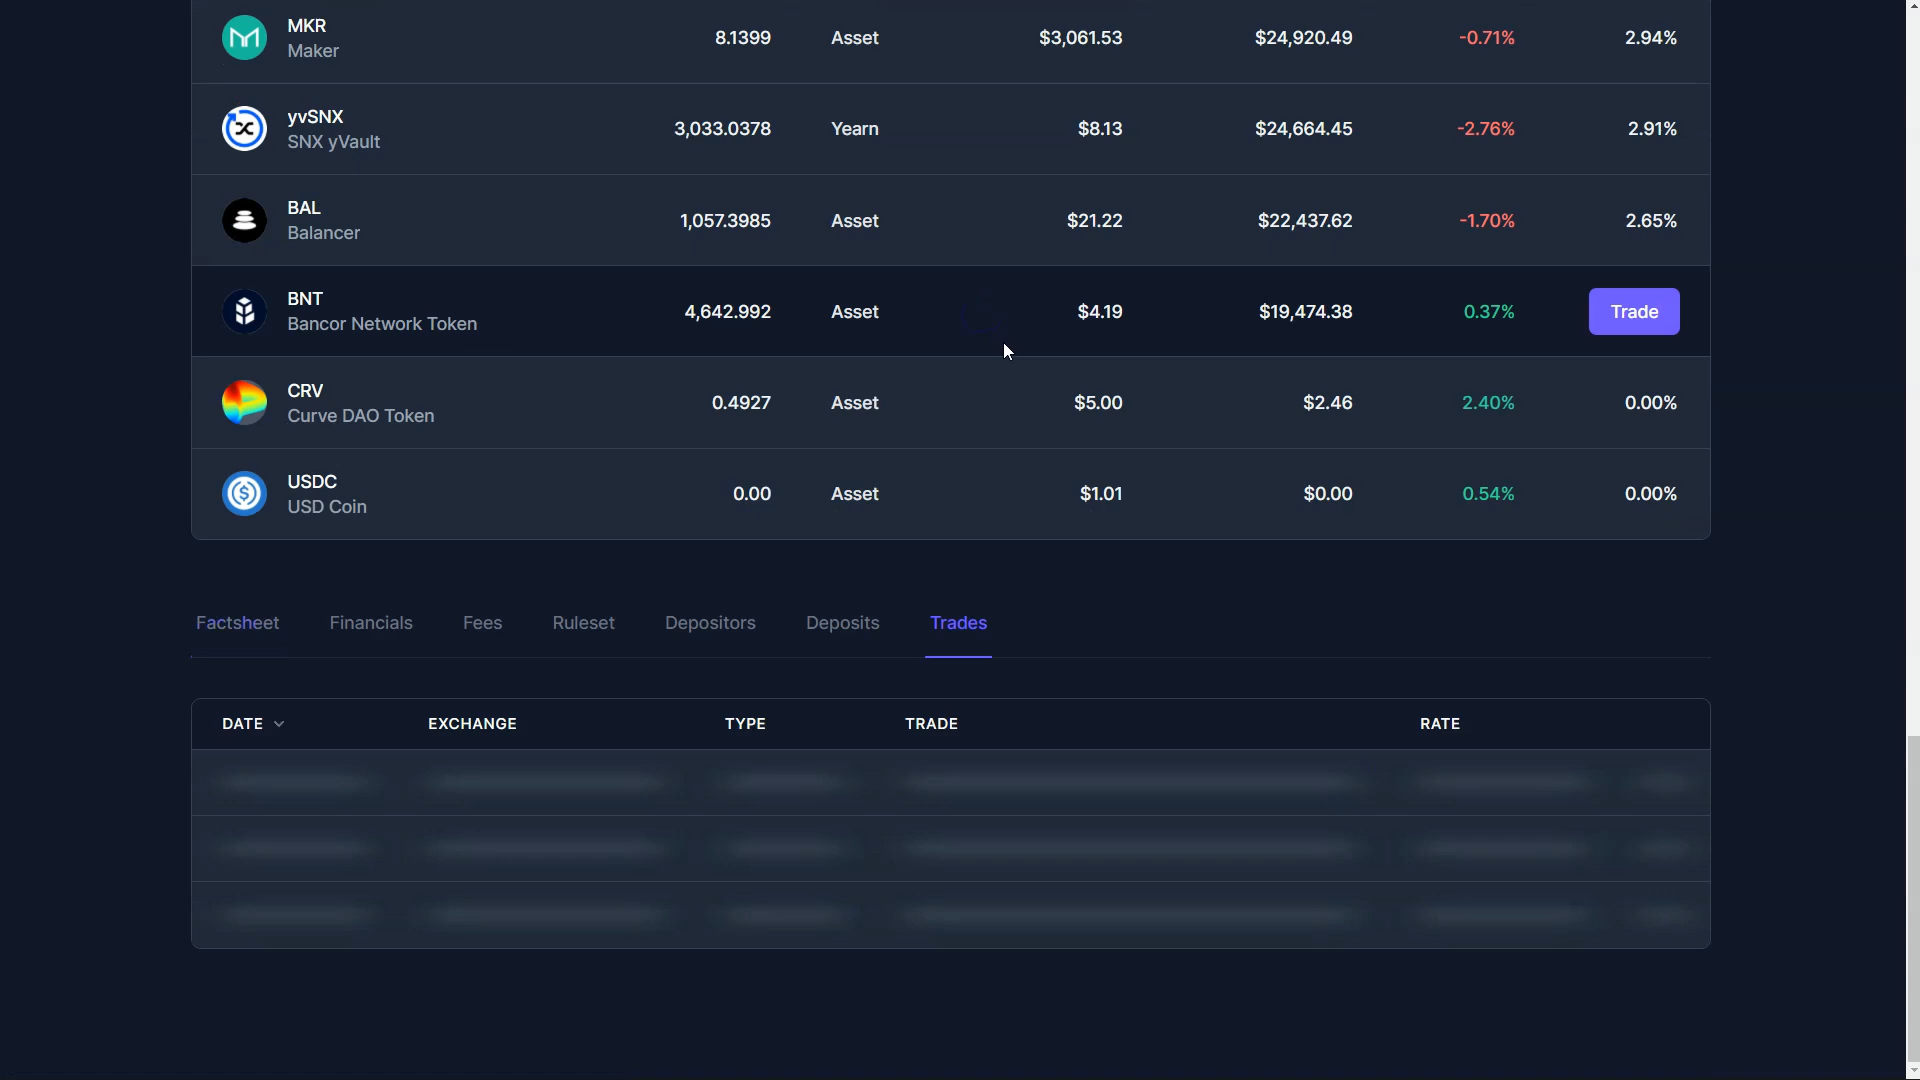 MKR
Maker
8.1399 Asset $3,061.53 $24,920.49 -0.71% 2.94%
yvSNX
SNX yVault
3,033.0378 Yearn $8.13 $24,664.45 -2.76% 2.91%
BAL
Balancer
1,057.3985 Asset $21.22 $22,437.62 -1.70% 2.65%
BNT
Bancor Network Token
4,642.992 Asset $4.19 $19,474.38 0.37% Trade
CRV
Curve DAO Token
0.4927 Asset $5.00 $2.46 2.40% 0.00%
USDC
USD Coin
0.00 Asset $1.01 $0.00 0.54% 0.00%
Factsheet Financials Fees Ruleset Depositors Deposits Trades
DATE EXCHANGE TYPE TRADE RATE